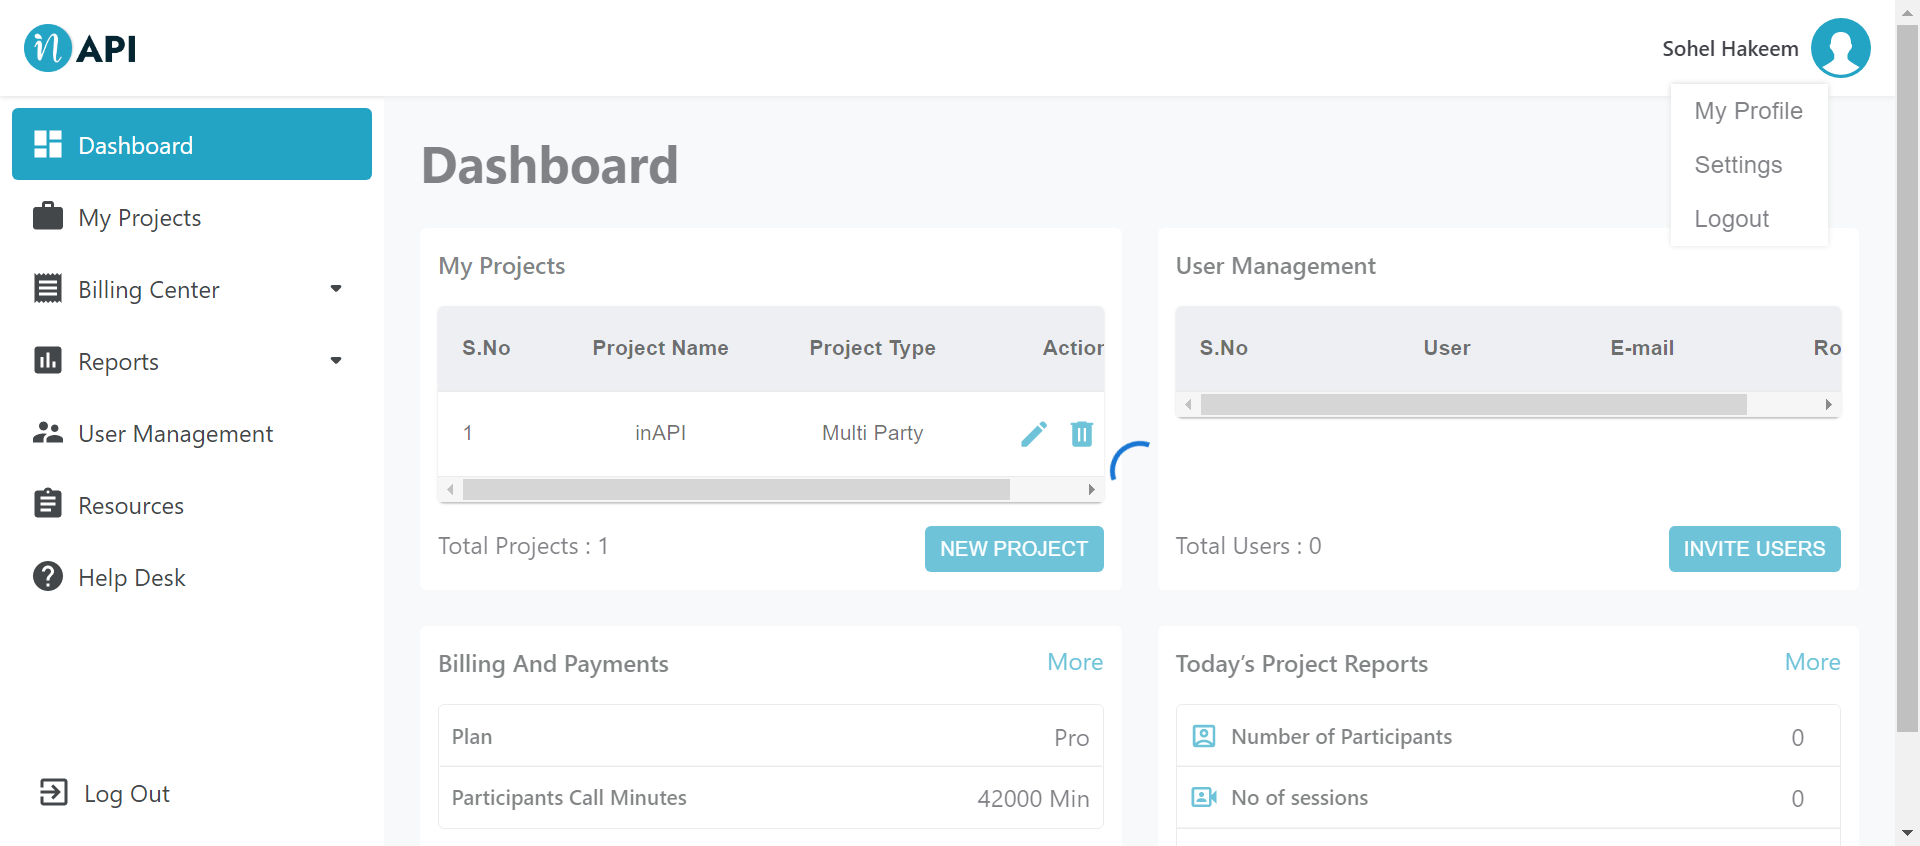 in API
Sohel Hakeem
My Profile
Settings
Logout
Dashboard
My Projects
Billing Center
Reports
User Management
Resources
Help Desk
Log Out
Dashboard
My Projects
S.No Project Name Project Type Action
1 inAPI Multi Party
Total Projects : 1 NEW PROJECT
User Management
S.No User E-mail Ro
Total Users : 0 INVITE USERS
Billing And Payments More
Plan Pro
Participants Call Minutes 42000 Min
Today’s Project Reports More
Number of Participants 0
No of sessions 0